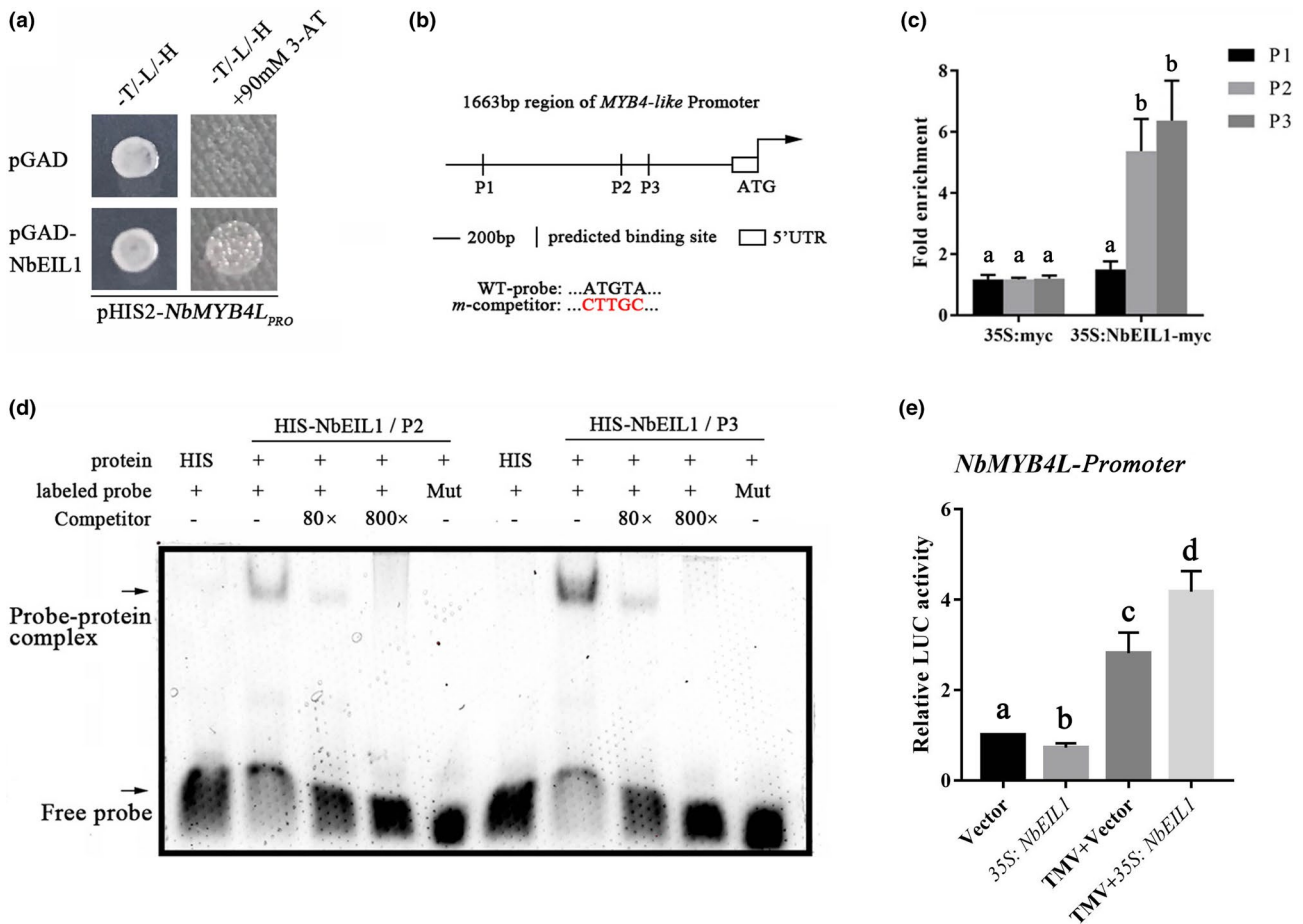 (a)
-T/-L/-H
-T/-L/-H
+90mM 3-AT
pGAD
pGAD-
NbEIL1
pHIS2-NbMYB4L PRO
(b)
1663bp region of MYB4-like Promoter
P1 P2 P3 ATG
200bp predicted binding site 5'UTR
WT-probe: ...ATGTA...
m-competitor: ...CTTGC...
(c)
P1
P2
P3
Fold enrichment
8
6
4
2
0
a a a a b b
35S:myc 35S:NbEIL1-myc
(d)
HIS-NbEIL1 / P2 HIS-NbEIL1 / P3
protein HIS + + + + HIS + + + +
labeled probe + + + + Mut + + + + Mut
Competitor - - 80× 800× - - - 80× 800× -
Probe-protein
complex
Free probe
(e)
NbMYB4L-Promoter
Relative LUC activity
6
4
2
0
a b c d
Vector
35S: NbEIL1
TMV+Vector
TMV+35S: NbEIL1